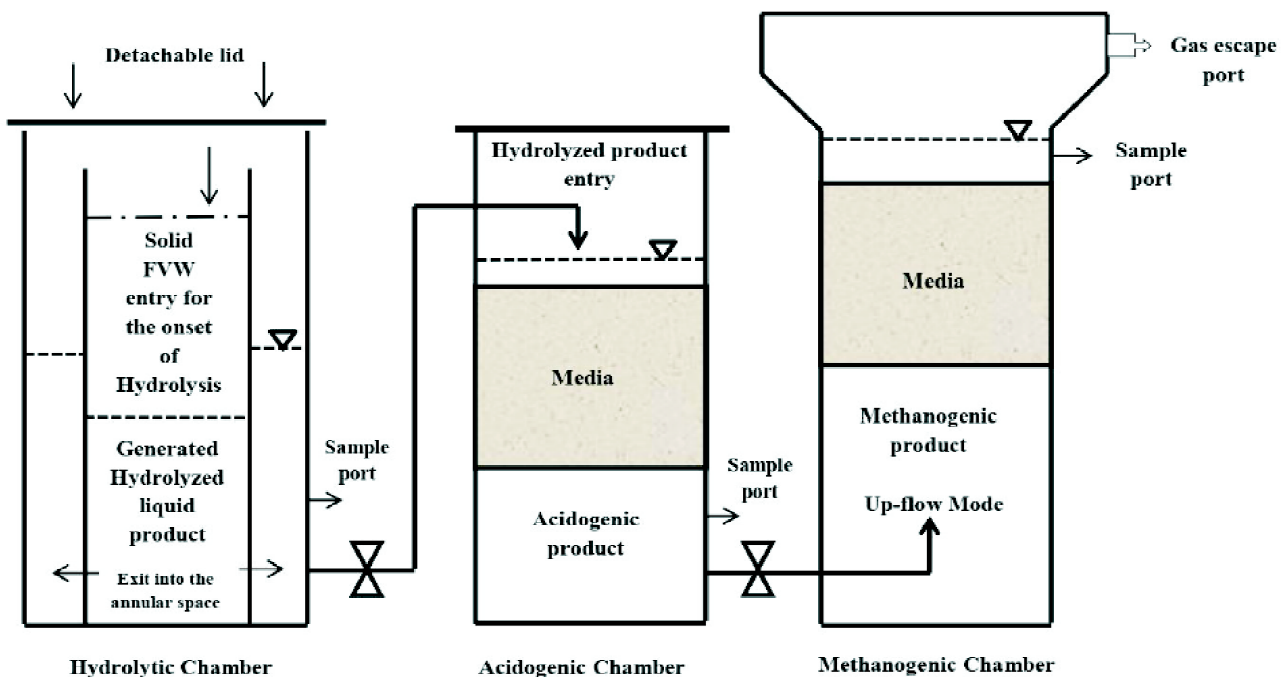 Detachable lid
Solid
FVW
entry for
the onset
of
Hydrolysis
Generated
Hydrolyzed
liquid
product
Exit into the
annular space
Sample
port
Hydrolytic Chamber
Hydrolyzed product
entry
Media
Acidogenic
product
Sample
port
Acidogenic Chamber
Gas escape
port
Sample
port
Media
Methanogenic
product
Up-flow Mode
Methanogenic Chamber